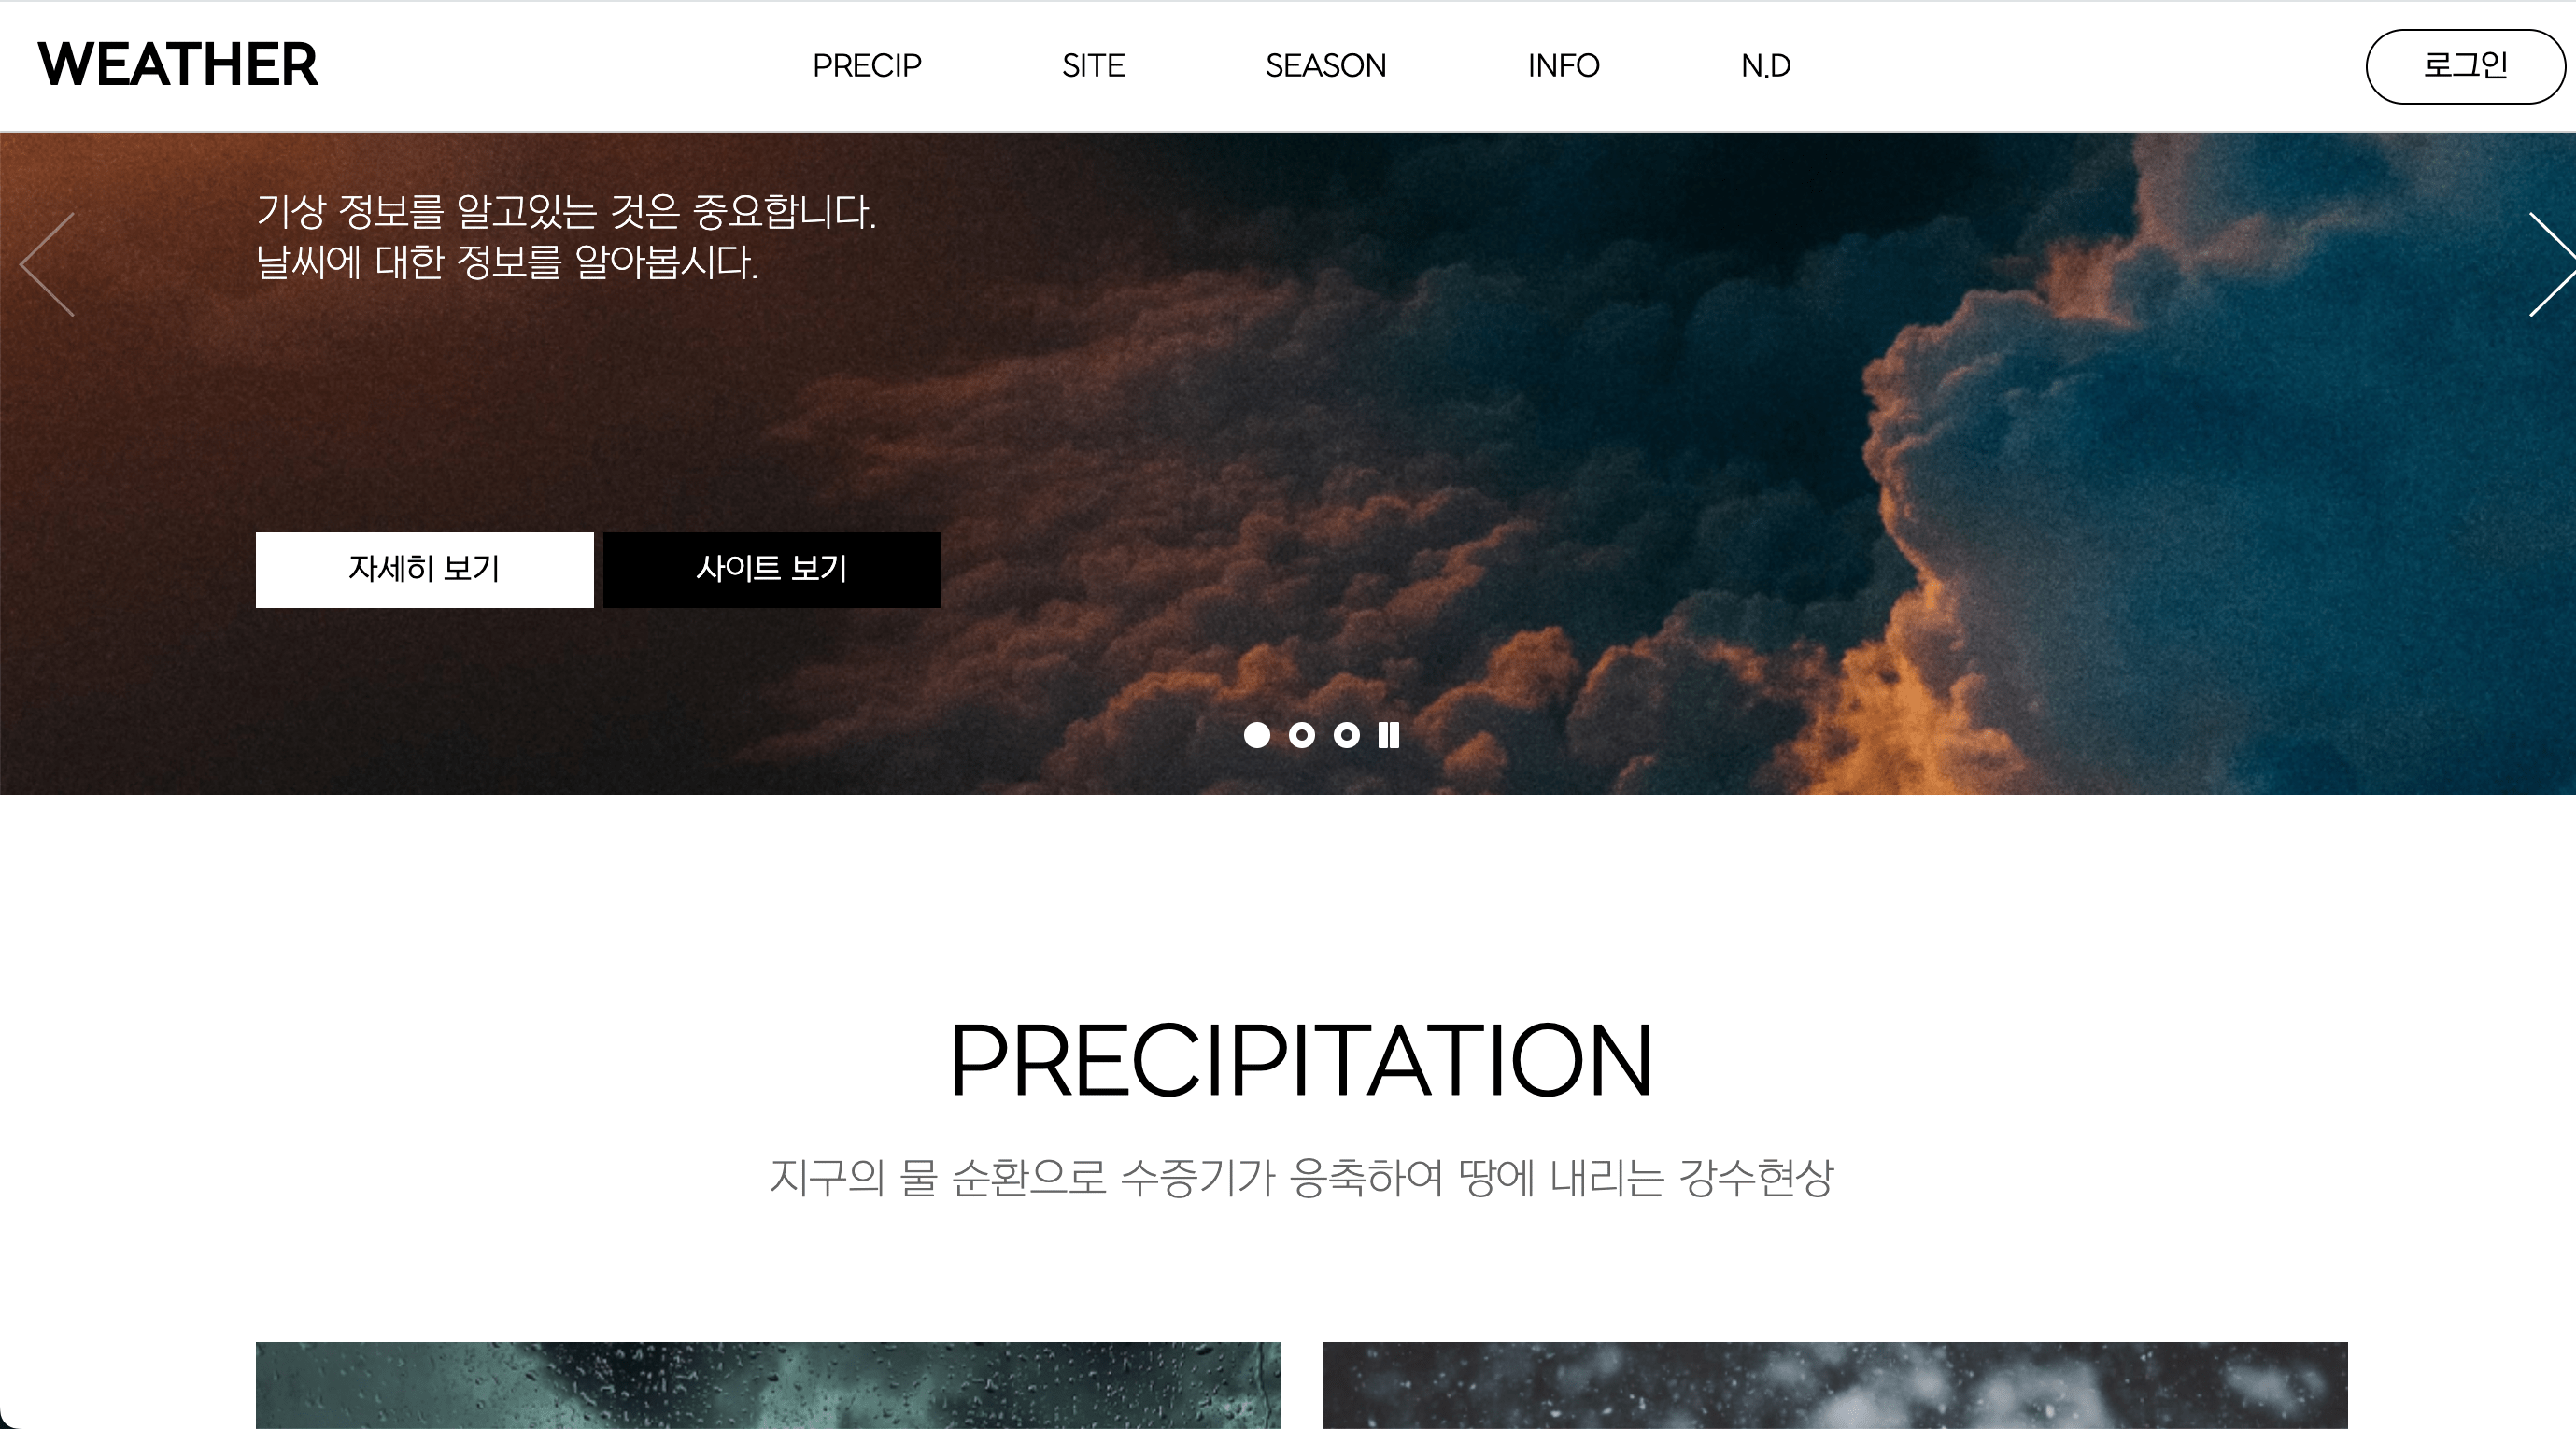 WEATHER
PRECIP
SITE
SEASON
INFO
N.D
로그인
기상 정보를 알고있는 것은 중요합니다.
날씨에 대한 정보를 알아봅시다.
자세히 보기
사이트 보기
PRECIPITATION
지구의 물 순환으로 수증기가 응축하여 땅에 내리는 강수현상